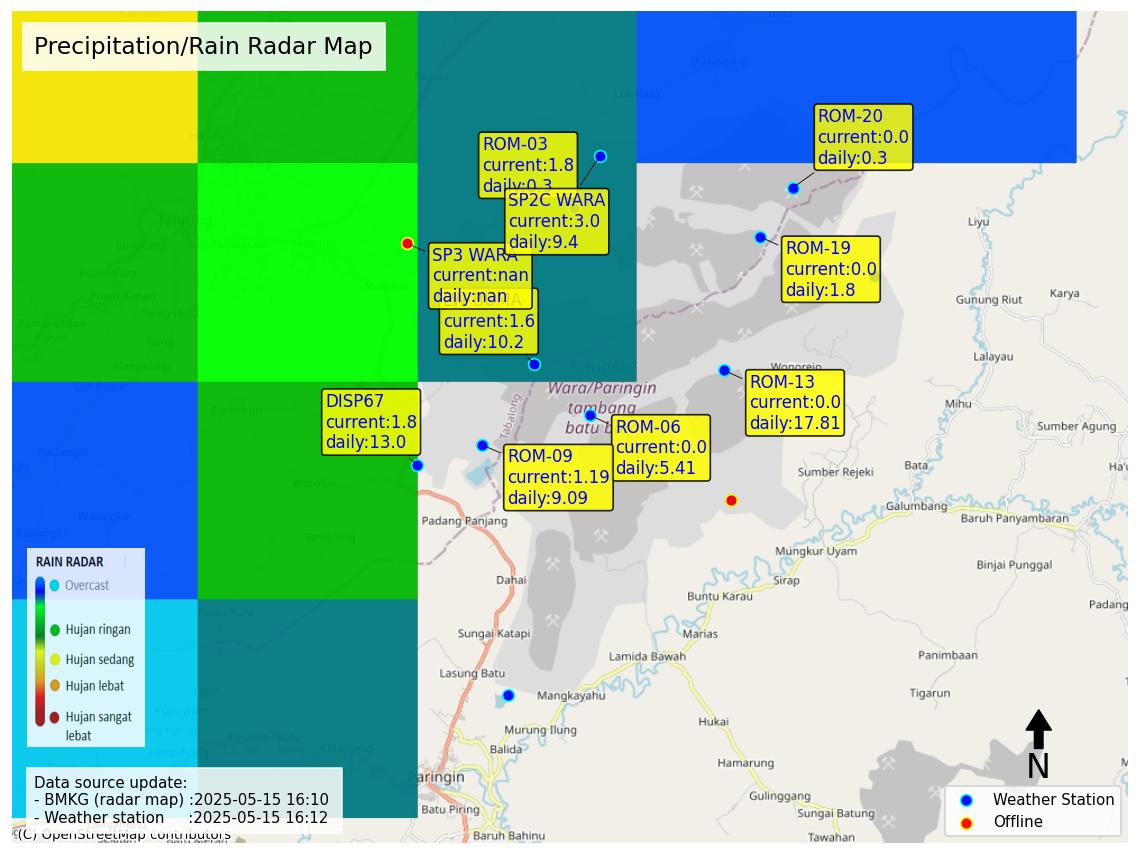 Precipitation/Rain Radar Map
ROM-20
current:0.0
daily:0.3
ROM-03
current:1.8
daily:0.3
SP2C WARA
current:3.0
daily:9.4
SP3 WARA
current:nan
daily:nan
current:1.6
daily:10.2
ROM-19
current:0.0
daily:1.8
ROM-13
current:0.0
daily:17.81
DISP67
current:1.8
daily:13.0
ROM-06
current:0.0
daily:5.41
ROM-09
current:1.19
daily:9.09
Tanjung
Maburai
Wara/Paringin
tambang
batu
Tabalong
Liyu
Gunung Riut
Karya
Lalayau
Wonorejo
Mihu
Sumber Agung
Bata
Sumber Rejeki
Galumbang
Baruh Panyambaran
Padang Panjang
Mungkur Uyam
Binjai Punggal
Dahai
Sirap
Buntu Karau
Padang
Sungai Katapi
Marias
Lamida Bawah
Panimbaan
Lasung Batu
Tigarun
Mangkayahu
Hukai
Murung Ilung
Balida
Hamarung
Paringin
Gulinggang
Batu Piring
Sungai Batung
Baruh Bahinu
Tawahan
RAIN RADAR
Overcast
Hujan ringan
Hujan sedang
Hujan lebat
Hujan sangat
lebat
Data source update:
- BMKG (radar map) :2025-05-15 16:10
- Weather station :2025-05-15 16:12
(C) OpenStreetMap contributors
N
Weather Station
Offline